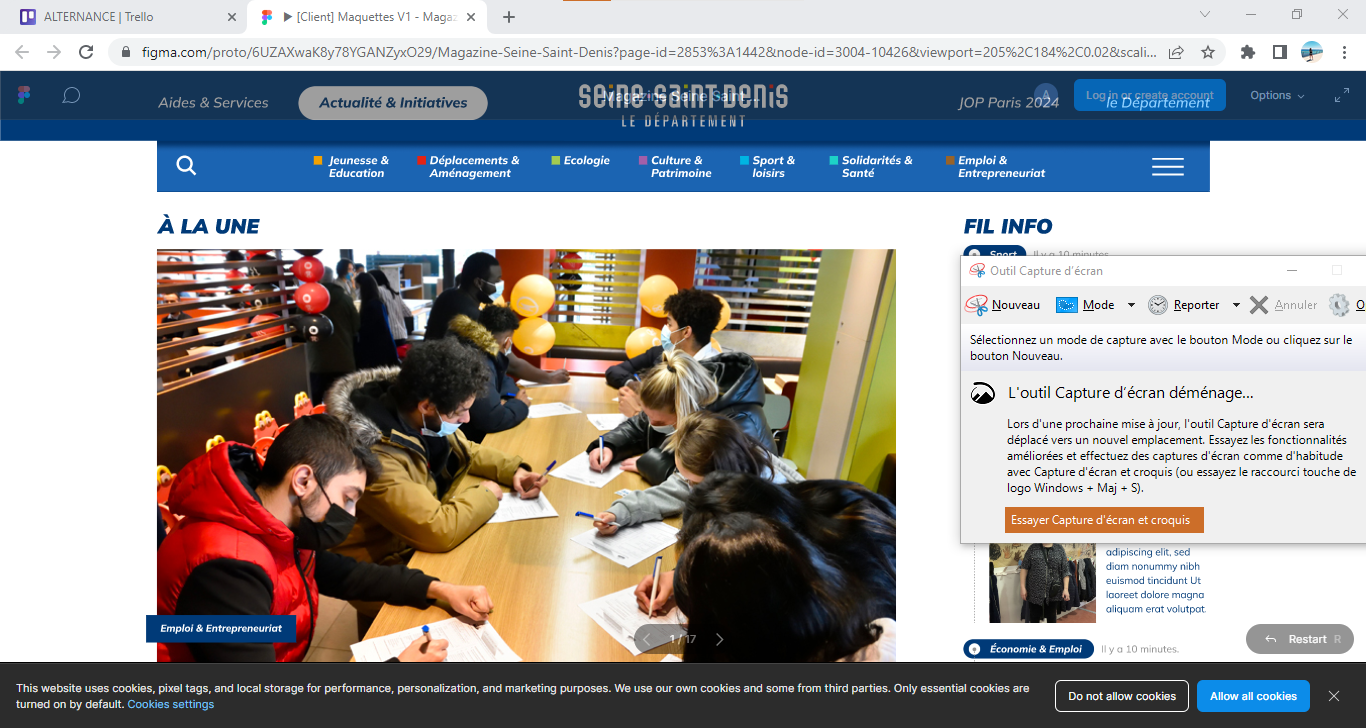 ALTERNANCE | Trello
[Client] Maquettes V1 - Magaz
figma.com/proto/6UZAXwaK8y78YGANZyxO29/Magazine-Seine-Saint-Denis?page-id=2853%3A1442&node-id=3004-10426&viewport=205%2C184%2C0.02&scali...
Aides & Services
Actualité & Initiatives
SEINE SAINT DENIS
LE DÉPARTEMENT
Magazine Seine Saint...
JOP Paris 2024
A
Log in or create account
le Département
Options
Jeunesse &
Education
Déplacements &
Aménagement
Ecologie
Culture &
Patrimoine
Sport &
loisirs
Solidarités &
Santé
Emploi &
Entrepreneuriat
À LA UNE
FIL INFO
Sport
Il y a 10 minutes.
Outil Capture d'écran
Nouveau
Mode
Reporter
Annuler
O
Sélectionnez un mode de capture avec le bouton Mode ou cliquez sur le
bouton Nouveau.
L'outil Capture d'écran déménage...
Lors d'une prochaine mise à jour, l'outil Capture d'écran sera
déplacé vers un nouvel emplacement. Essayez les fonctionnalités
améliorées et effectuez des captures d'écran comme d'habitude
avec Capture d'écran et croquis (ou essayez le raccourci touche de
logo Windows + Maj + S).
Essayer Capture d'écran et croquis
adipiscing elit, sed
diam nonummy nibh
euismod tincidunt Ut
laoreet dolore magna
aliquam erat volutpat.
Emploi & Entrepreneuriat
1 / 17
Restart R
Économie & Emploi
Il y a 10 minutes.
This website uses cookies, pixel tags, and local storage for performance, personalization, and marketing purposes. We use our own cookies and some from third parties. Only essential cookies are
turned on by default. Cookies settings
Do not allow cookies
Allow all cookies